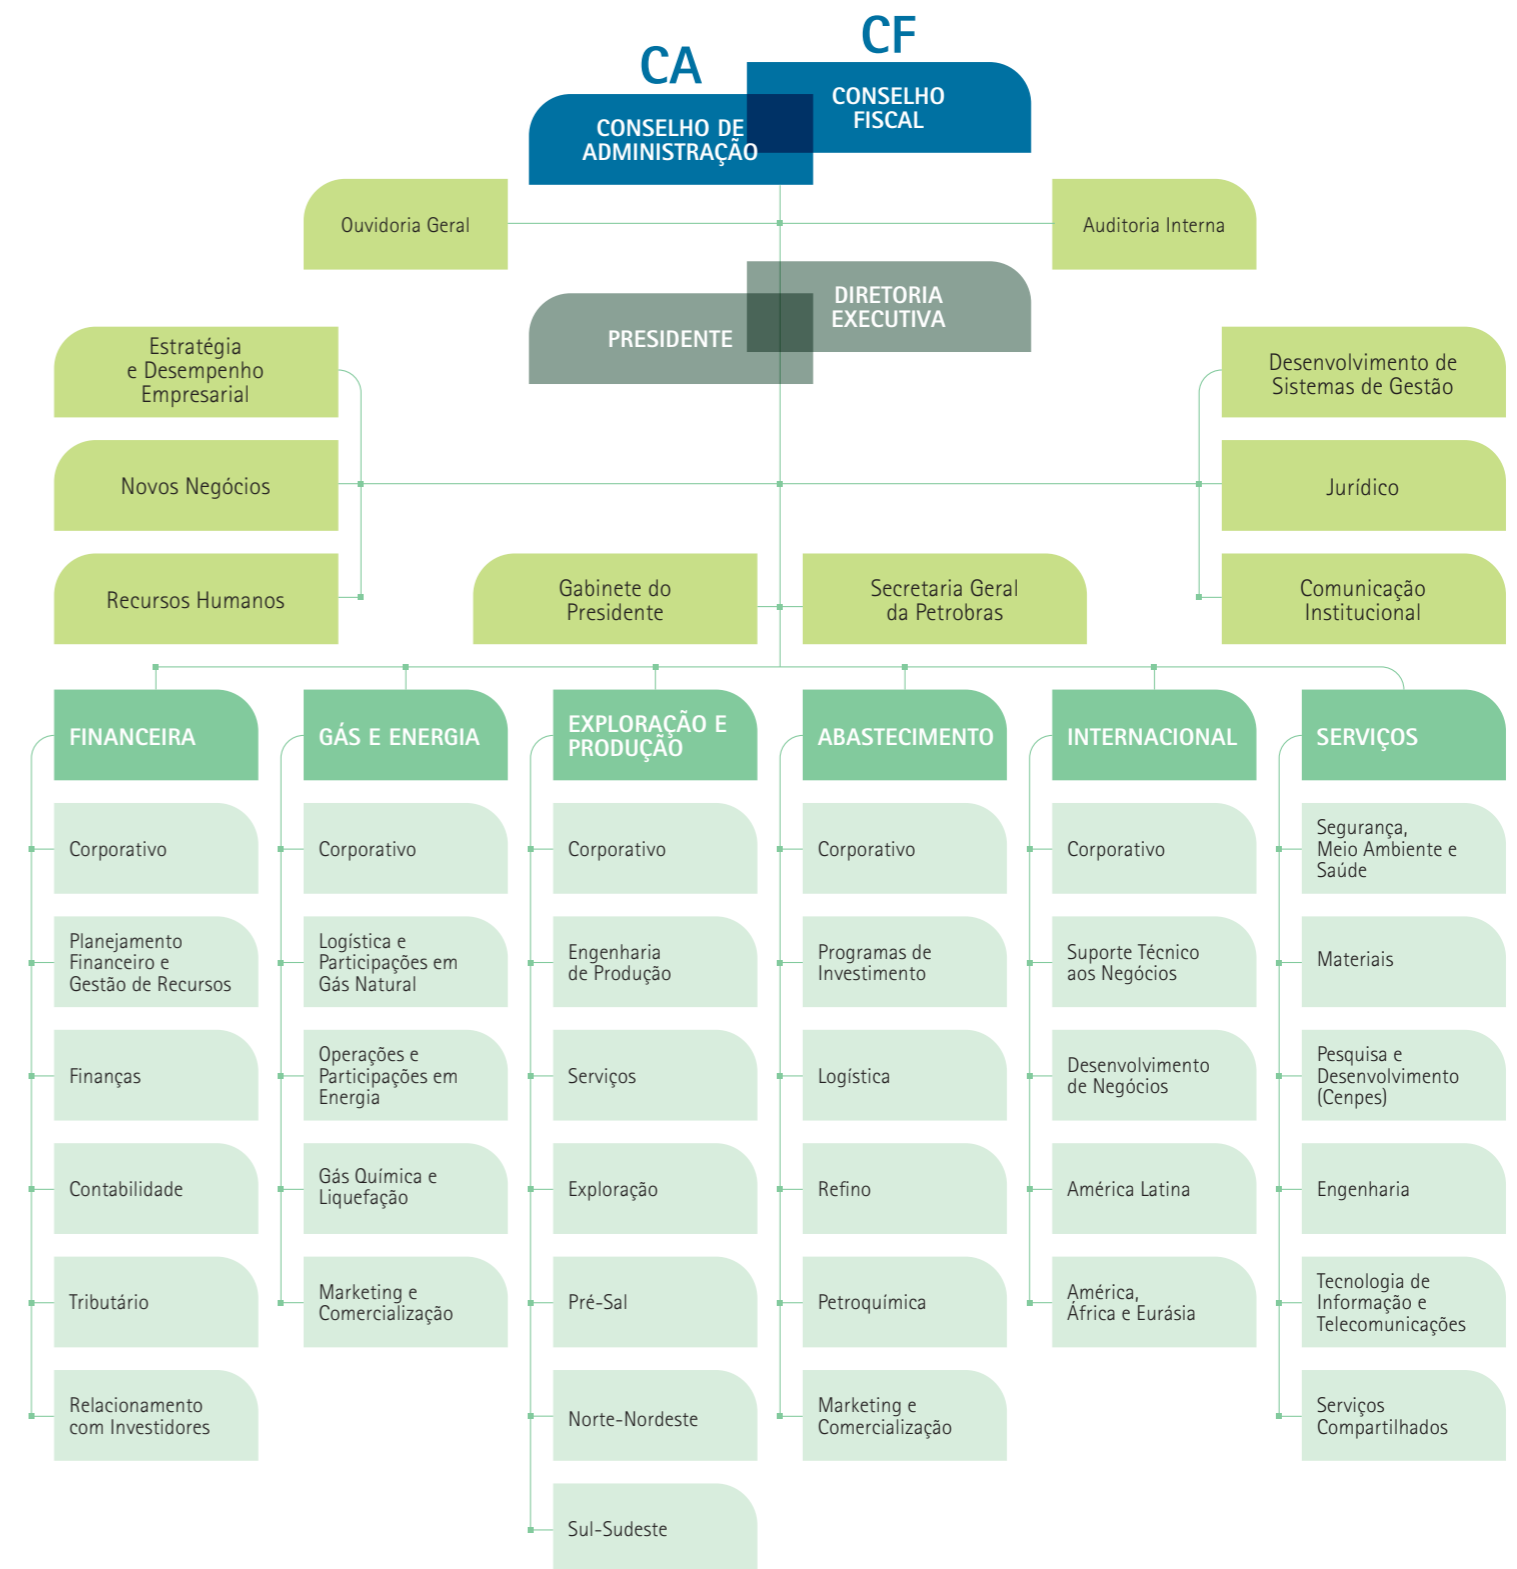 CF
CA
CONSELHO
FISCAL
CONSELHO DE
ADMINISTRAÇÃO
Ouvidoria Geral
Auditoria Interna
DIRETORIA
EXECUTIVA
PRESIDENTE
Estratégia
e Desempenho
Empresarial
Desenvolvimento de
Sistemas de Gestão
Novos Negócios
Jurídico
Recursos Humanos
Gabinete do
Presidente
Secretaria Geral
da Petrobras
Comunicação
Institucional
FINANCEIRA
Corporativo
Planejamento
Financeiro e
Gestão de Recursos
Finanças
Contabilidade
Tributário
Relacionamento
com Investidores
GÁS E ENERGIA
Corporativo
Logística e
Participações em
Gás Natural
Operações e
Participações em
Energia
Gás Química e
Liquefação
Marketing e
Comercialização
EXPLORAÇÃO E
PRODUÇÃO
Corporativo
Engenharia
de Produção
Serviços
Exploração
Pré-Sal
Norte-Nordeste
Sul-Sudeste
ABASTECIMENTO
Corporativo
Programas de
Investimento
Logística
Refino
Petroquímica
Marketing e
Comercialização
INTERNACIONAL
Corporativo
Suporte Técnico
aos Negócios
Desenvolvimento
de Negócios
América Latina
América,
África e Eurásia
SERVIÇOS
Segurança,
Meio Ambiente e
Saúde
Materiais
Pesquisa e
Desenvolvimento
(Cenpes)
Engenharia
Tecnologia de
Informação e
Telecomunicações
Serviços
Compartilhados